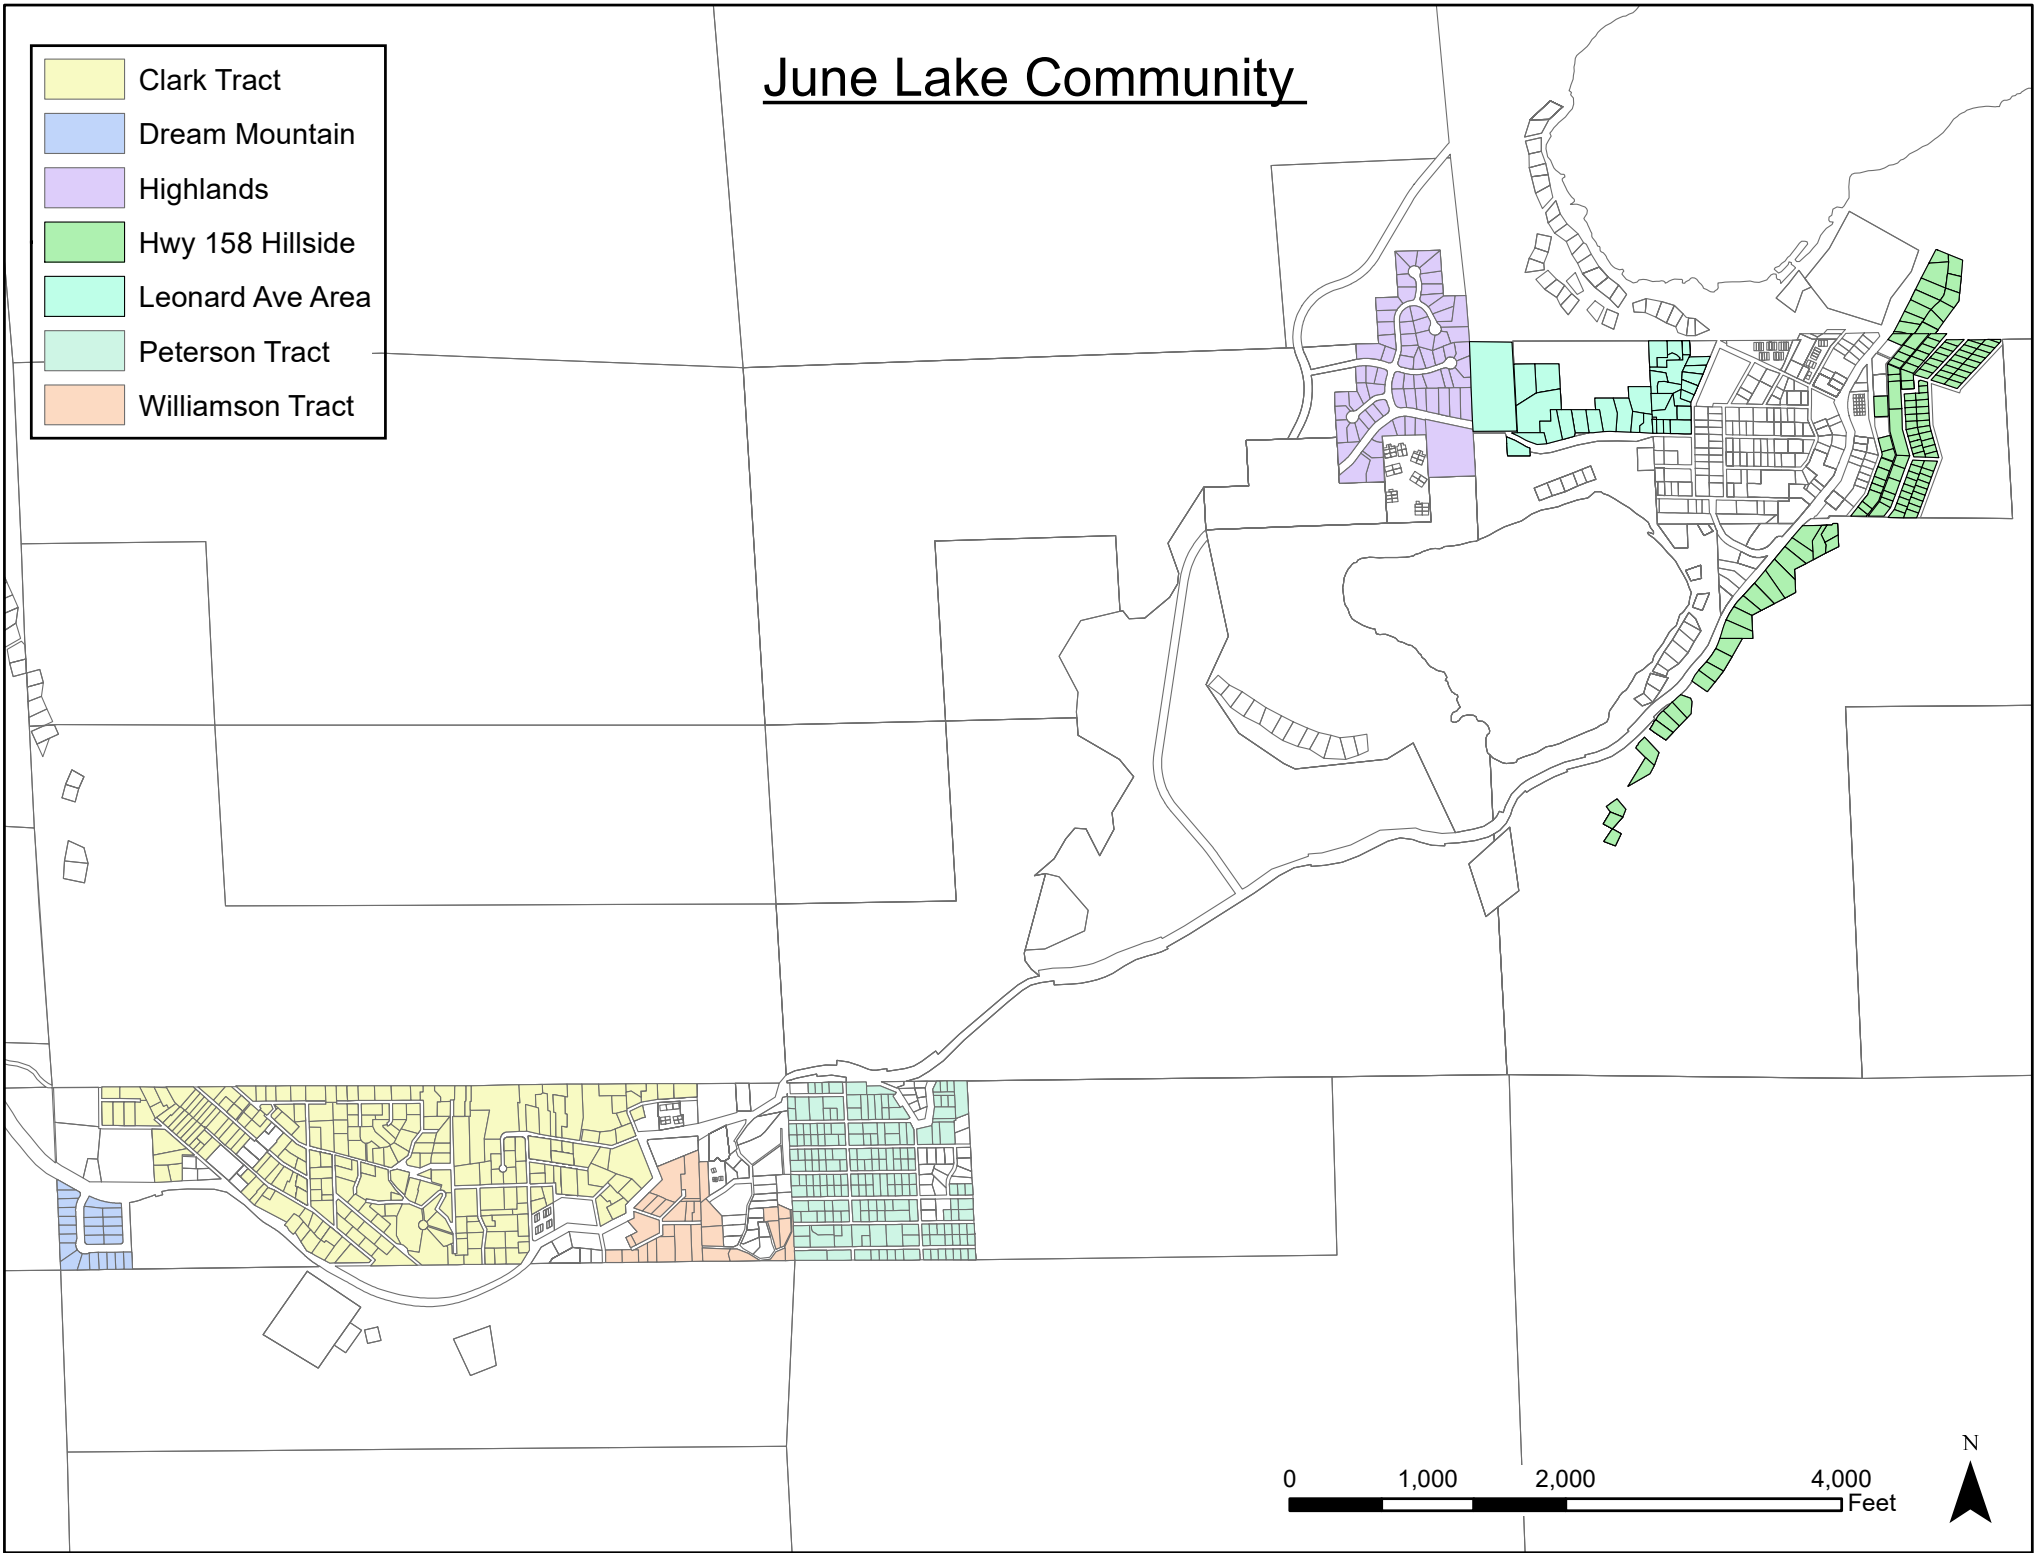 June Lake Community
Clark Tract
Dream Mountain
Highlands
Hwy 158 Hillside
Leonard Ave Area
Peterson Tract
Williamson Tract
N
0 1,000 2,000 4,000
Feet